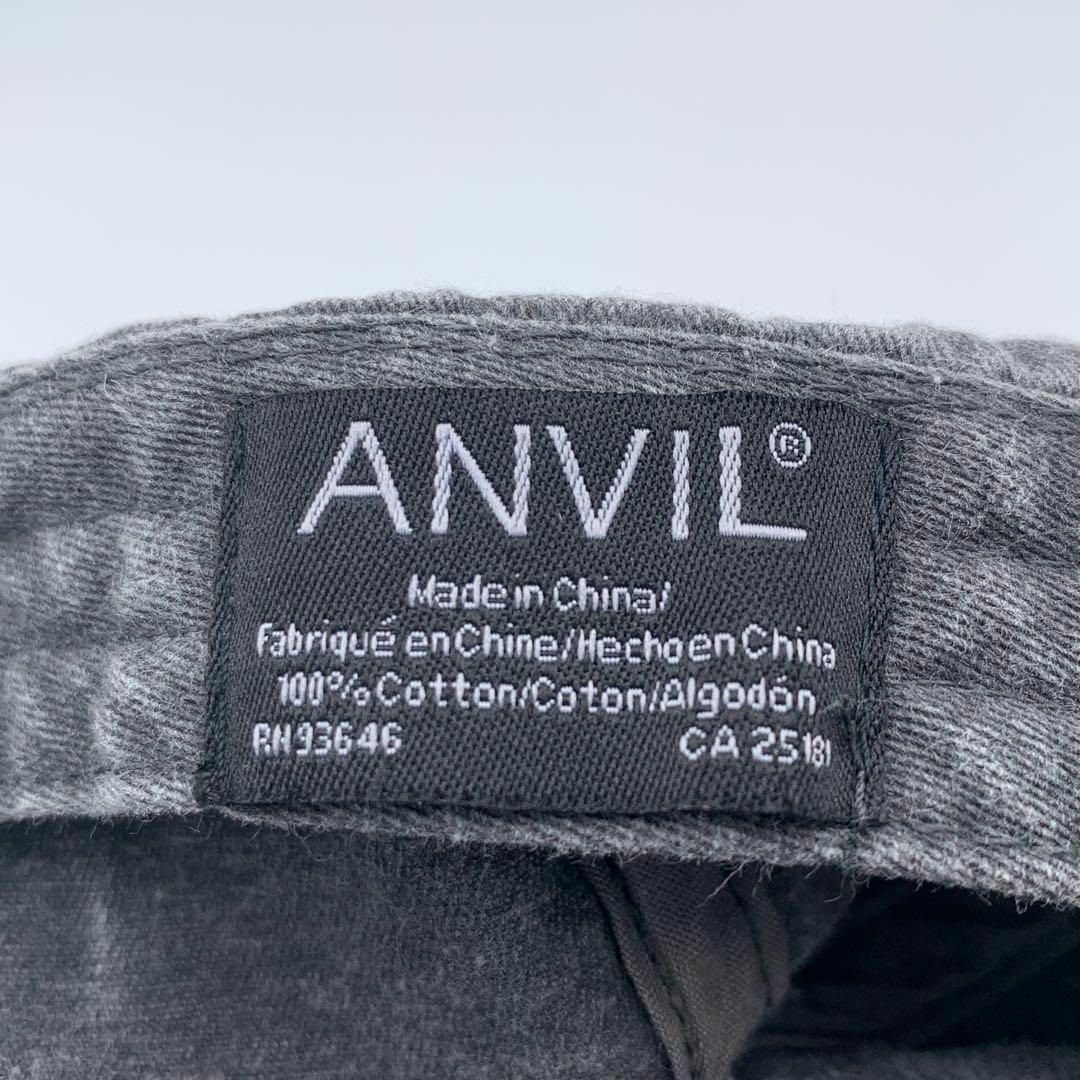 ANVIL®
Made in China/
Fabriqué en Chine/Hecho en China
100% Cotton/Coton/Algodón
RN93646 CA 25181